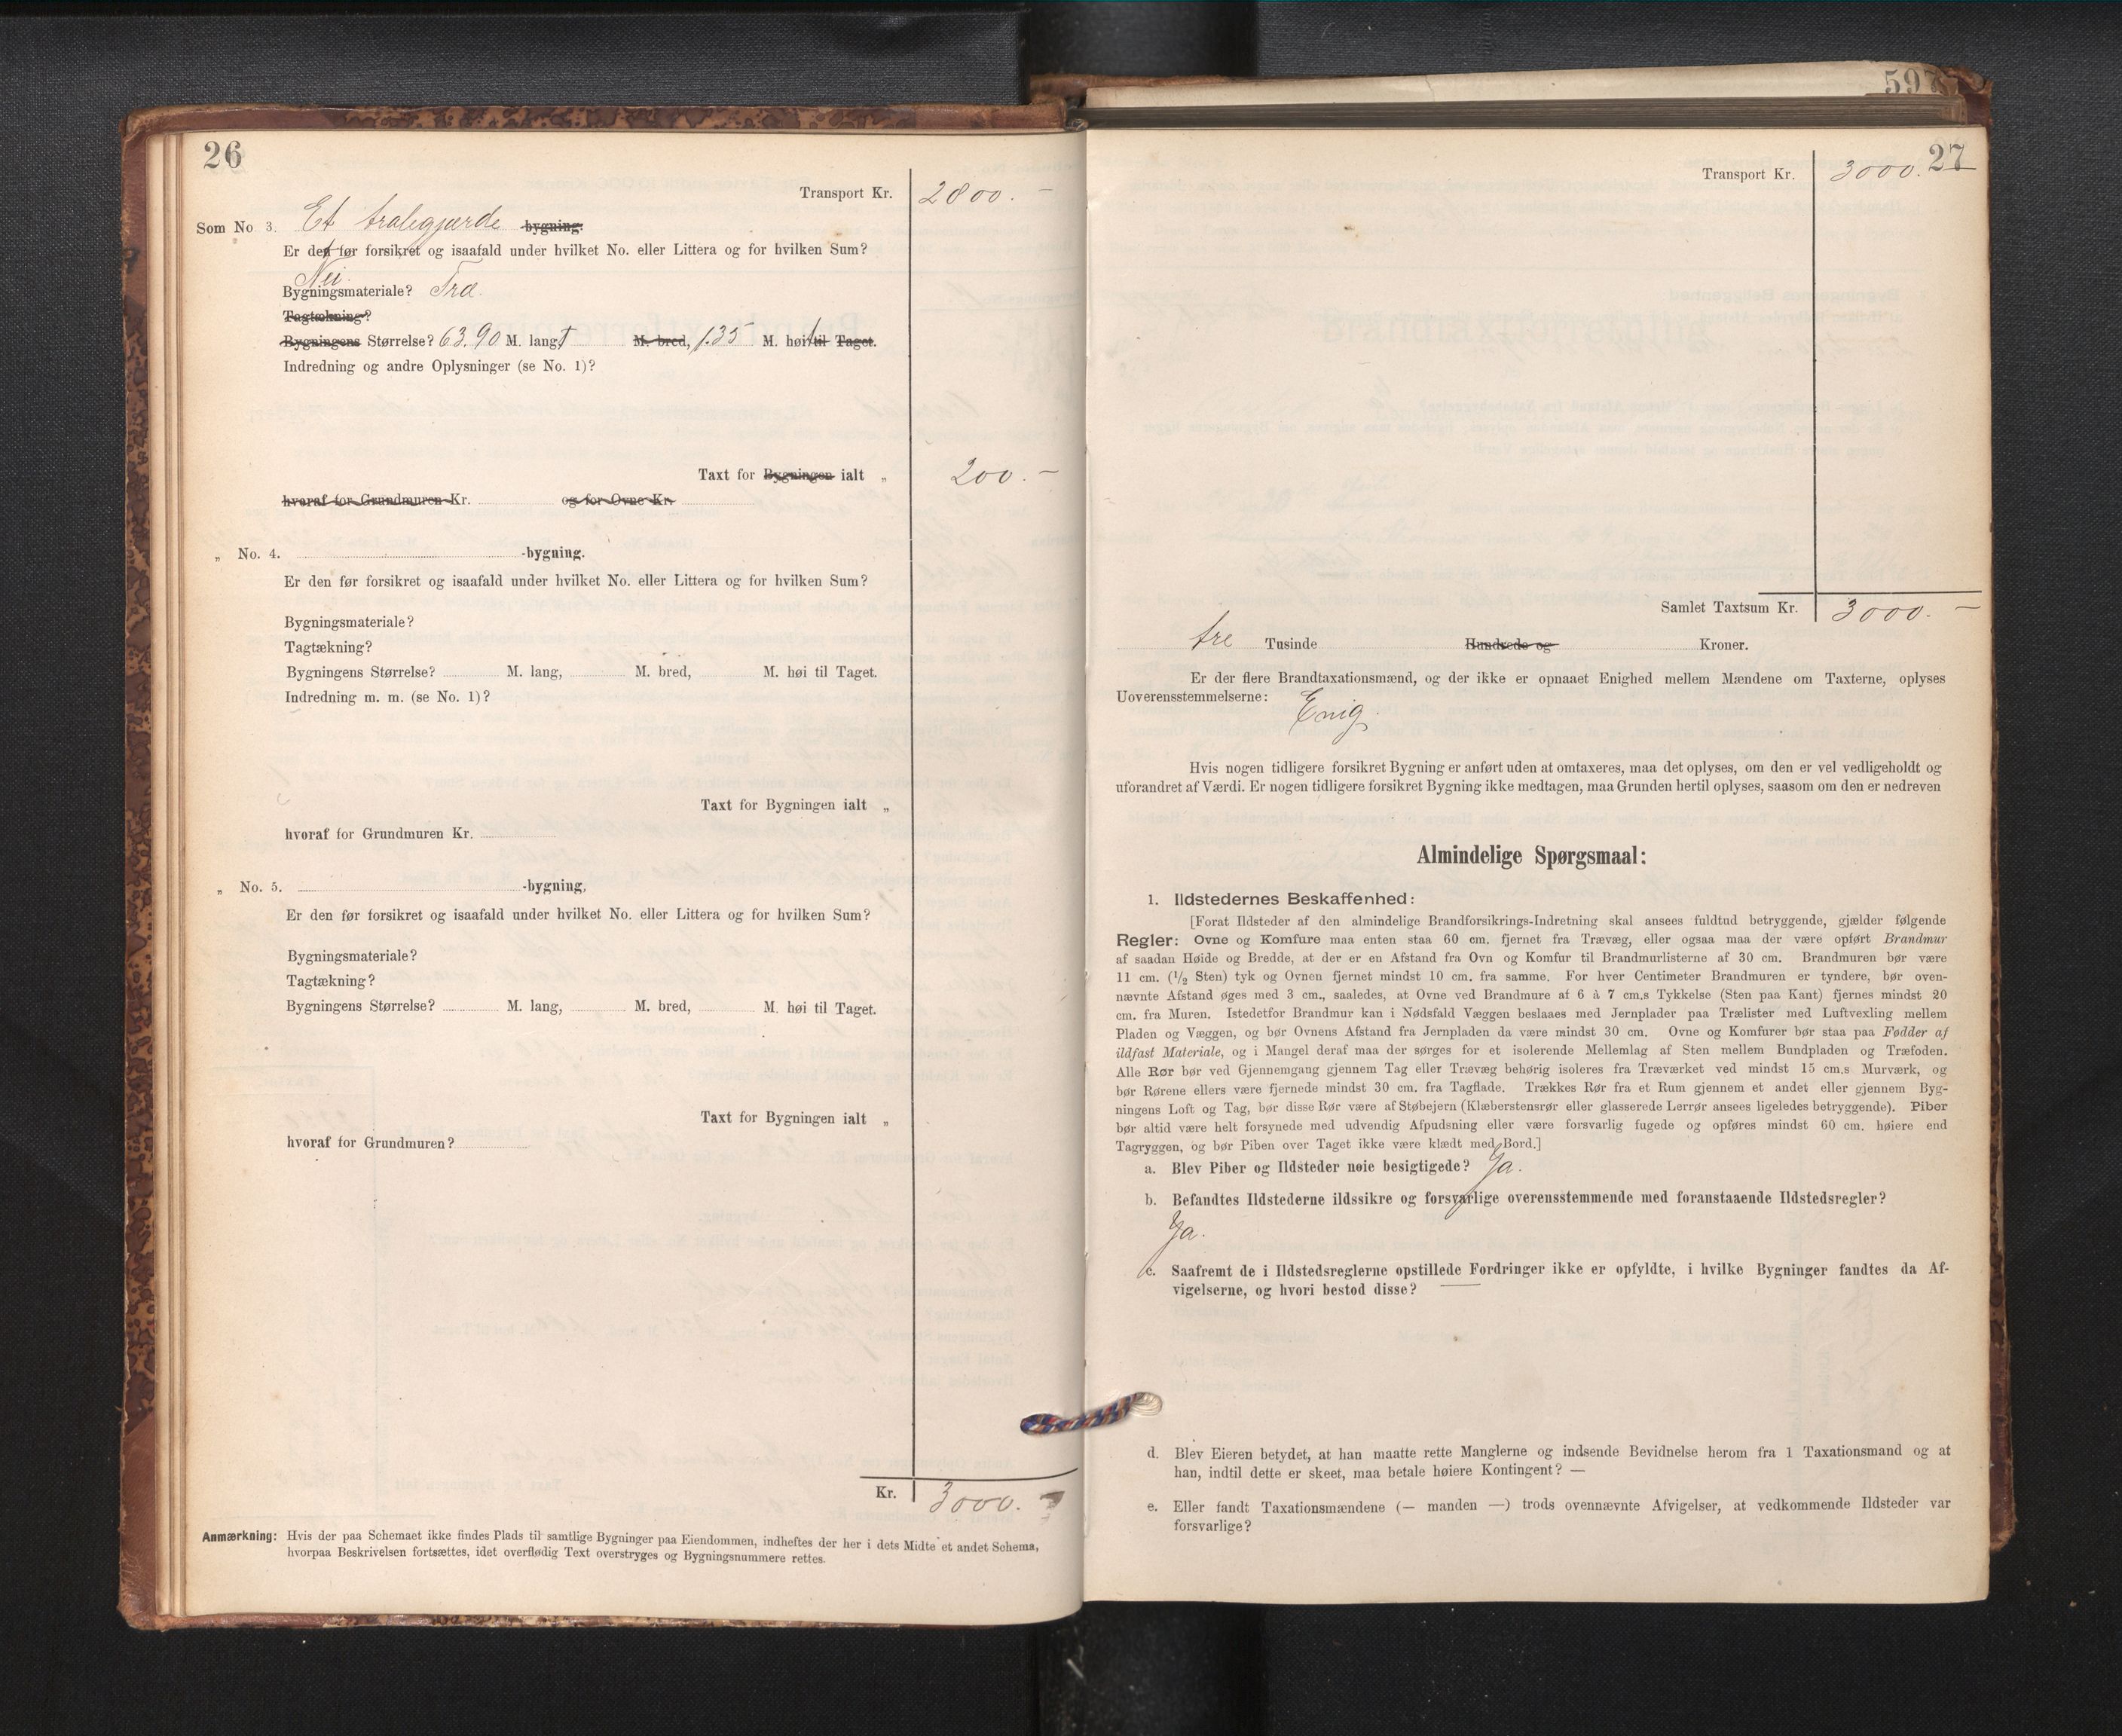 26
Transport Kr. 2800.—
Som No. 3. Et tralegjerde -bygning.
Er det før forsikret og isaafald under hvilket No. eller Littera og for hvilken Sum?
Nei.
Bygningsmateriale? Træ.
Tagtækning?
Bygningens Størrelse? 63.90 M. langt M. bred, 1.35 M. høit til Taget.
Indredning og andre Oplysninger (se No. 1)?
Taxt for Bygningen ialt „ 200.—
hvoraf for Grundmuren Kr. og for Ovne Kr.
„ No. 4. -bygning.
Er den før forsikret og isaafald under hvilket No. eller Littera og for hvilken Sum?
Bygningsmateriale?
Tagtækning?
Bygningens Størrelse? M. lang, M. bred, M. høi til Taget.
Indredning m. m. (se No. 1)?
Taxt for Bygningen ialt „
hvoraf for Grundmuren Kr.
„ No. 5. -bygning,
Er den før forsikret og isaafald under hvilket No. eller Littera og for hvilken Sum?
Bygningsmateriale?
Tagtækning?
Bygningens Størrelse? M. lang, M. bred, M. høi til Taget.
Taxt for Bygningen ialt „
hvoraf for Grundmuren?
Kr. 3000.—
Anmærkning: Hvis der paa Schemaet ikke findes Plads til samtlige Bygninger paa Eiendommen, indheftes der her i dets Midte et andet Schema,
hvorpaa Beskrivelsen fortsættes, idet overflødig Text overstryges og Bygningsnummere rettes.
597
27
Transport Kr. 3000.—
Samlet Taxtsum Kr. 3000.—
tre Tusinde Hundrede og Kroner.
Er der flere Brandtaxationsmænd, og der ikke er opnaaet Enighed mellem Mændene om Taxterne, oplyses
Uoverensstemmelserne: Enig.
Hvis nogen tidligere forsikret Bygning er anført uden at omtaxeres, maa det oplyses, om den er vel vedligeholdt og
uforandret af Værdi. Er nogen tidligere forsikret Bygning ikke medtagen, maa Grunden hertil oplyses, saasom om den er nedreven
Almindelige Spørgsmaal:
1. Ildstedernes Beskaffenhed:
[Forat Ildsteder af den almindelige Brandforsikrings-Indretning skal ansees fuldtud betryggende, gjælder følgende
Regler: Ovne og Komfure maa enten staa 60 cm. fjernet fra Trævæg, eller ogsaa maa der være opført Brandmur
af saadan Høide og Bredde, at der er en Afstand fra Ovn og Komfur til Brandmurlisterne af 30 cm. Brandmuren bør være
11 cm. (1/2 Sten) tyk og Ovnen fjernet mindst 10 cm. fra samme. For hver Centimeter Brandmuren er tyndere, bør oven-
nævnte Afstand øges med 3 cm., saaledes, at Ovne ved Brandmure af 6 à 7 cm.s Tykkelse (Sten paa Kant) fjernes mindst 20
cm. fra Muren. Istedetfor Brandmur kan i Nødsfald Væggen beslaaes med Jernplader paa Trælister med Luftvexling mellem
Pladen og Væggen, og bør Ovnens Afstand fra Jernpladen da være mindst 30 cm. Ovne og Komfurer bør staa paa Fødder af
ildfast Materiale, og i Mangel deraf maa der sørges for et isolerende Mellemlag af Sten mellem Bundpladen og Træfoden.
Alle Rør bør ved Gjennemgang gjennem Tag eller Trævæg behørig isoleres fra Træværket ved mindst 15 cm.s Murværk, og
bør Rørene ellers være fjernede mindst 30 cm. fra Tagflade. Trækkes Rør fra et Rum gjennem et andet eller gjennem Byg-
ningens Loft og Tag, bør disse Rør være af Støbejern (Klæberstensrør eller glasserede Lerrør ansees ligeledes betryggende). Piber
bør altid være helt forsynede med udvendig Afpudsning eller være forsvarlig fugede og opføres mindst 60 cm. høiere end
Tagryggen, og bør Piben over Taget ikke være klædt med Bord.]
a. Blev Piber og Ildsteder nøie besigtigede? Ja.
b. Befandtes Ildstederne ildssikre og forsvarlige overensstemmende med foranstaaende Ildstedsregler?
Ja.
c. Saafremt de i Ildstedsreglerne opstillede Fordringer ikke er opfyldte, i hvilke Bygninger fandtes da Af-
vigelserne, og hvori bestod disse? —
d. Blev Eieren betydet, at han maatte rette Manglerne og indsende Bevidnelse herom fra 1 Taxationsmand og at
han, indtil dette er skeet, maa betale høiere Kontingent? —
e. Eller fandt Taxationsmændene (— manden —) trods ovennævnte Afvigelser, at vedkommende Ildsteder var
forsvarlige?